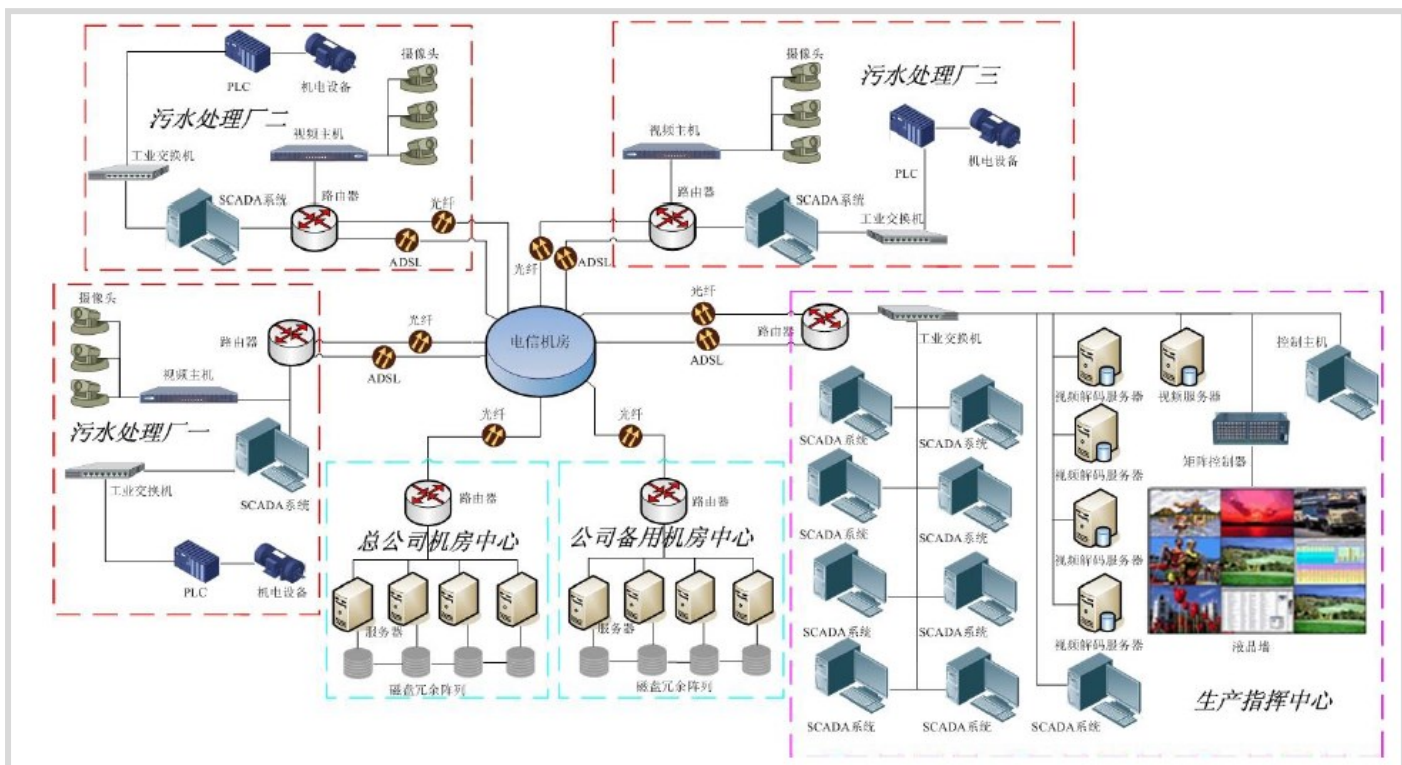 PLC
机电设备
摄像头
污水处理厂二
视频主机
工业交换机
SCADA系统
路由器
光纤
ADSL
摄像头
污水处理厂三
视频主机
机电设备
PLC
路由器
SCADA系统
工业交换机
光纤
ADSL
摄像头
路由器
视频主机
光纤
ADSL
污水处理厂一
工业交换机
SCADA系统
PLC
机电设备
电信机房
光纤
ADSL
光纤
光纤
路由器
总公司机房中心
服务器
磁盘冗余阵列
路由器
公司备用机房中心
服务器
磁盘冗余阵列
路由器
工业交换机
控制主机
视频解码服务器
视频服务器
SCADA系统
SCADA系统
视频解码服务器
矩阵控制器
SCADA系统
SCADA系统
视频解码服务器
SCADA系统
SCADA系统
视频解码服务器
液晶墙
SCADA系统
SCADA系统
SCADA系统
生产指挥中心